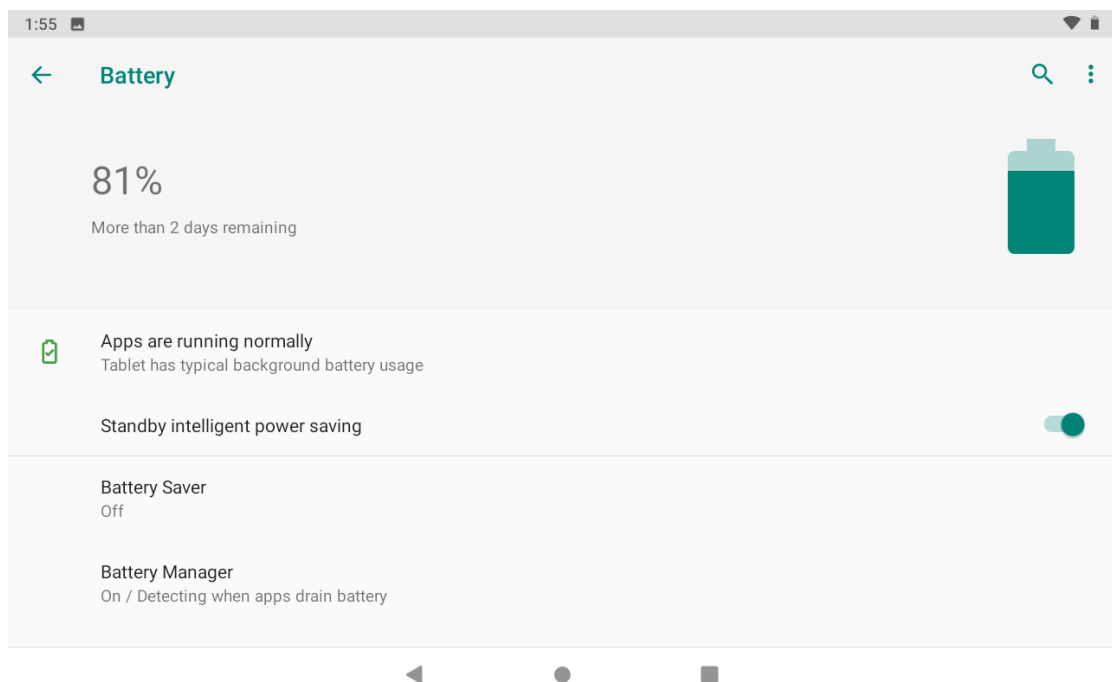 1:55
Battery
81%
More than 2 days remaining
Apps are running normally
Tablet has typical background battery usage
Standby intelligent power saving
Battery Saver
Off
Battery Manager
On / Detecting when apps drain battery